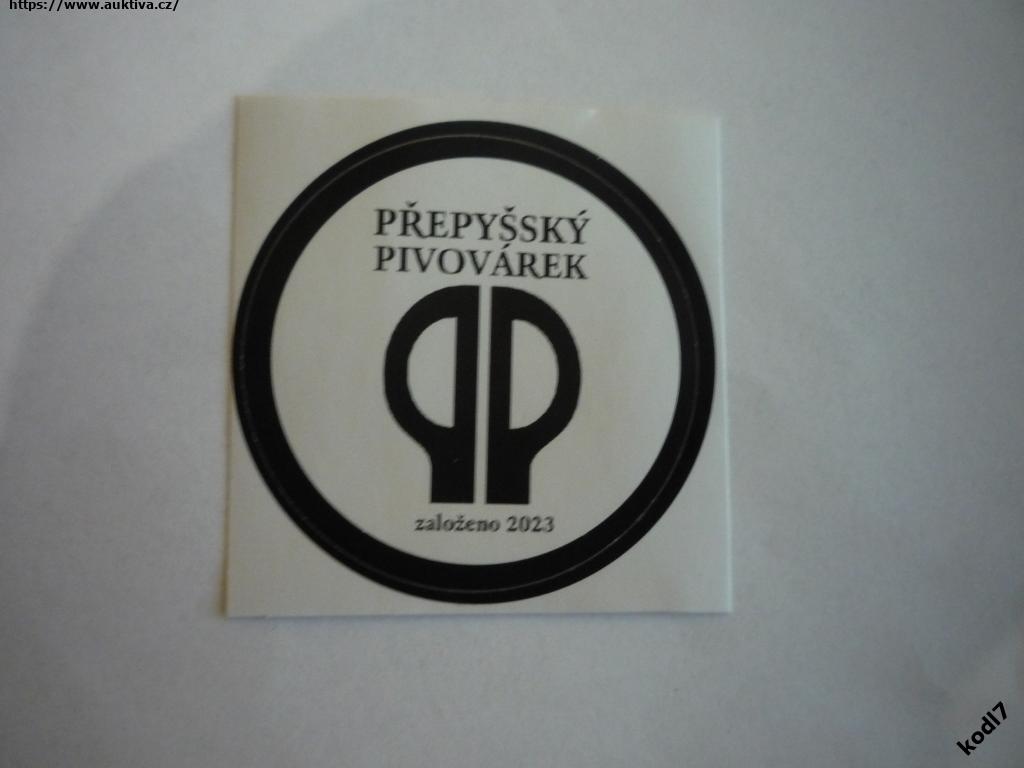 https://www.auktiva.cz/
PŘEPYŠSKÝ
PIVOVÁREK
založeno 2023
kodl7